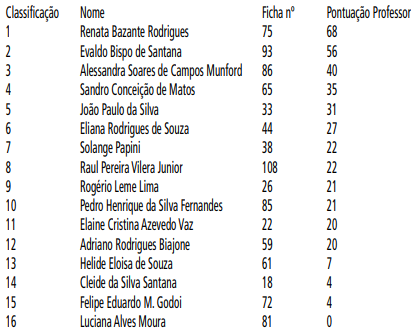 Classificação Nome Ficha nº Pontuação Professor
1 Renata Bazante Rodrigues 75 68
2 Evaldo Bispo de Santana 93 56
3 Alessandra Soares de Campos Munford 86 40
4 Sandro Conceição de Matos 65 35
5 João Paulo da Silva 33 31
6 Eliana Rodrigues de Souza 44 27
7 Solange Papini 38 22
8 Raul Pereira Vilera Junior 108 22
9 Rogério Leme Lima 26 21
10 Pedro Henrique da Silva Fernandes 85 21
11 Elaine Cristina Azevedo Vaz 22 20
12 Adriano Rodrigues Biajone 59 20
13 Helide Eloisa de Souza 61 7
14 Cleide da Silva Santana 18 4
15 Felipe Eduardo M. Godoi 72 4
16 Luciana Alves Moura 81 0